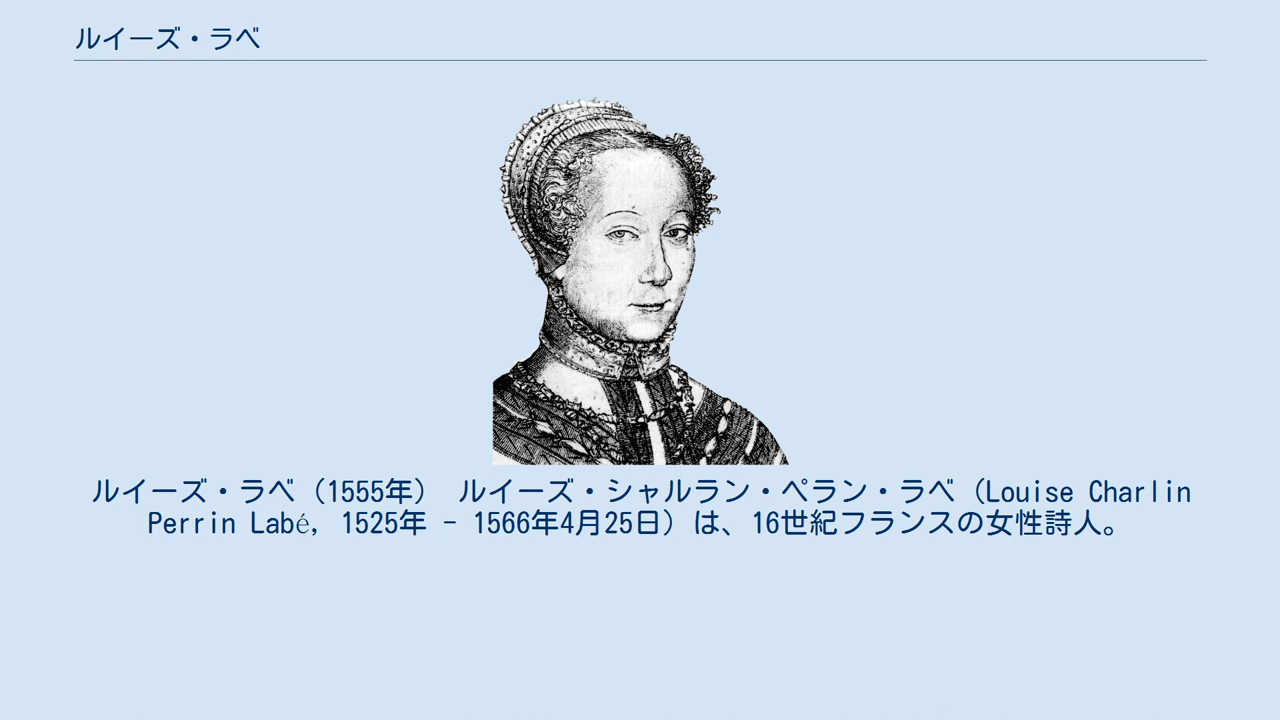 ルイーズ・ラベ
ルイーズ・ラベ（1555年） ルイーズ・シャルラン・ペラン・ラベ（Louise Charlin
Perrin Labé, 1525年 - 1566年4月25日）は、16世紀フランスの女性詩人。